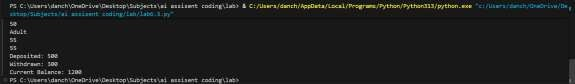 PS C:\Users\danch\OneDrive\Desktop\Subjects\ai assisent coding\lab> & C:/Users/danch/AppData/Local/Programs/Python/Python313/python.exe "c:/Users/danch/OneDrive/De
sktop/Subjects/ai assisent coding/lab/lab6.3.py"
50
Adult
55
55
Deposited: 500
Withdrawn: 300
Current Balance: 1200
PS C:\Users\danch\OneDrive\Desktop\Subjects\ai assisent coding\lab>